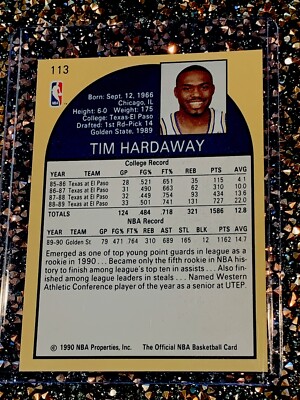 113
NBA
Born: Sept. 12, 1966
Chicago, IL
Height: 6-0 Weight: 175
College: Texas-El Paso
Drafted: 1st Rd-Pick 14
Golden State, 1989
TIM HARDAWAY
College Record
YEAR TEAM GP FG% FT% REB PTS AVG
85-86 Texas at El Paso 28 .521 .651 35 115 4.1
86-87 Texas at El Paso 31 .490 .663 62 310 10.0
87-88 Texas at El Paso 32 .449 .754 93 434 13.6
88-89 Texas at El Paso 33 .501 .741 131 727 22.0
TOTALS 124 .484 .718 321 1586 12.8
NBA Record
YEAR TEAM GP FG% FT% REB AST STL BLK PTS AVG
89-90 Golden St 79 .471 .764 310 689 165 12 1162 14.7
Emerged as one of top young point guards in league as a
rookie in 1990 . . . Became only the fifth rookie in NBA
history to finish among league's top ten in assists . . . Also fin-
ished among league leaders in steals . . . Named Western
Athletic Conference player of the year as a senior at UTEP.
© 1990 NBA Properties, Inc. The Official NBA Basketball Card